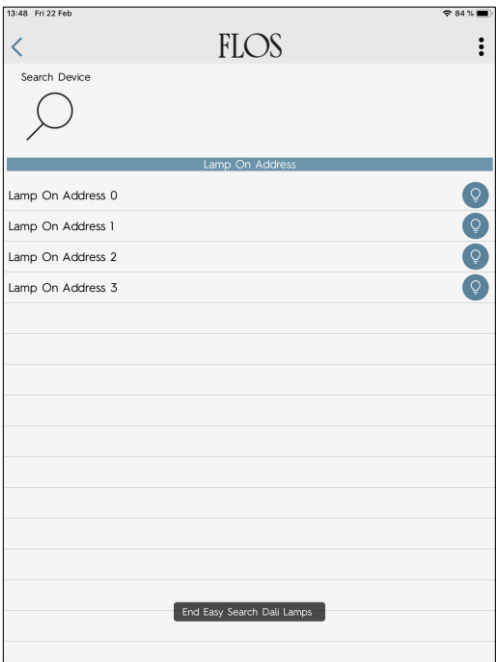 13:48 Fri 22 Feb 84 %
FLOS
Search Device
Lamp On Address
Lamp On Address 0
Lamp On Address 1
Lamp On Address 2
Lamp On Address 3
End Easy Search Dali Lamps